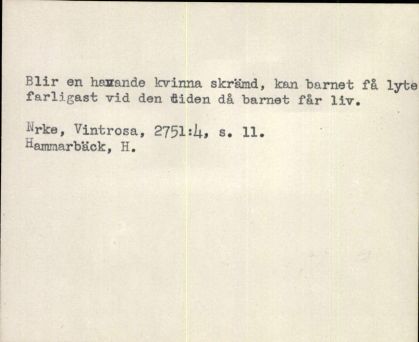 Blir en havande kvinna skrämd, kan barnet få lyte
farligast vid den tiden då barnet får liv.
Nrke, Vintrosa, 2751:4, s. 11.
Hammarbäck, H.